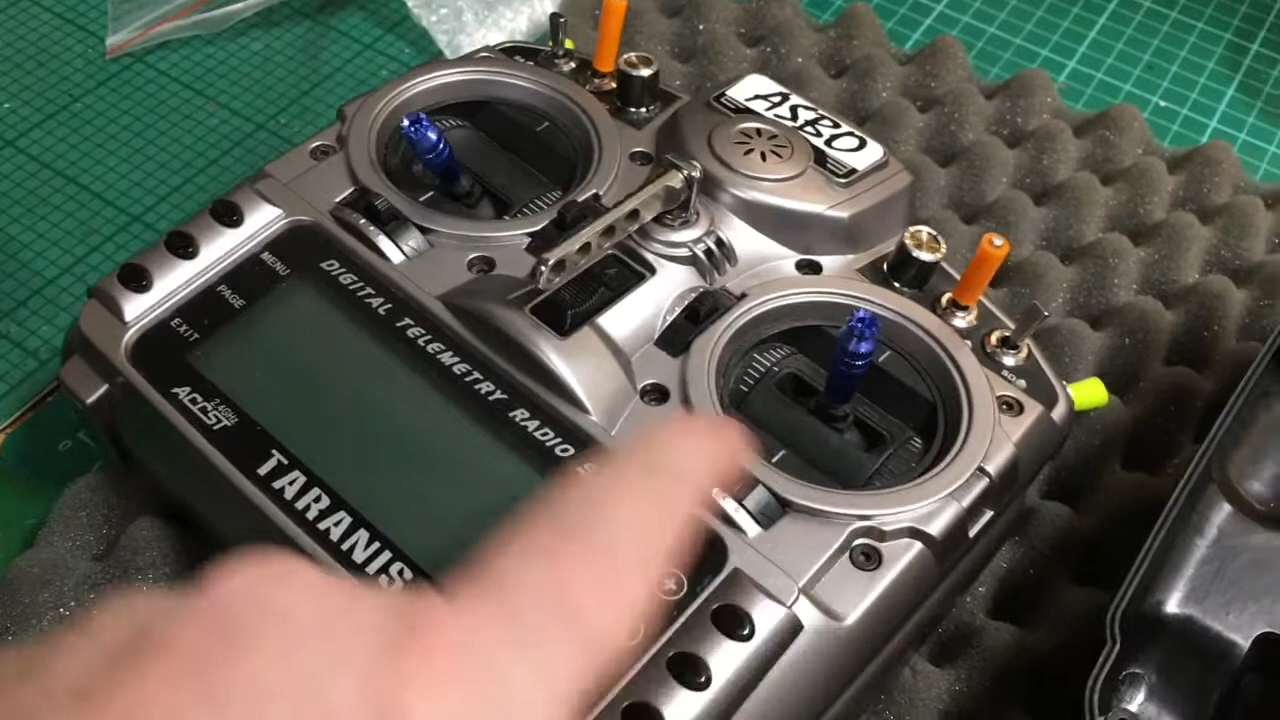 ASBO
MENU
PAGE
EXIT
DIGITAL TELEMETRY RADIO
ACCST
2.4GHz
TARANIS
+